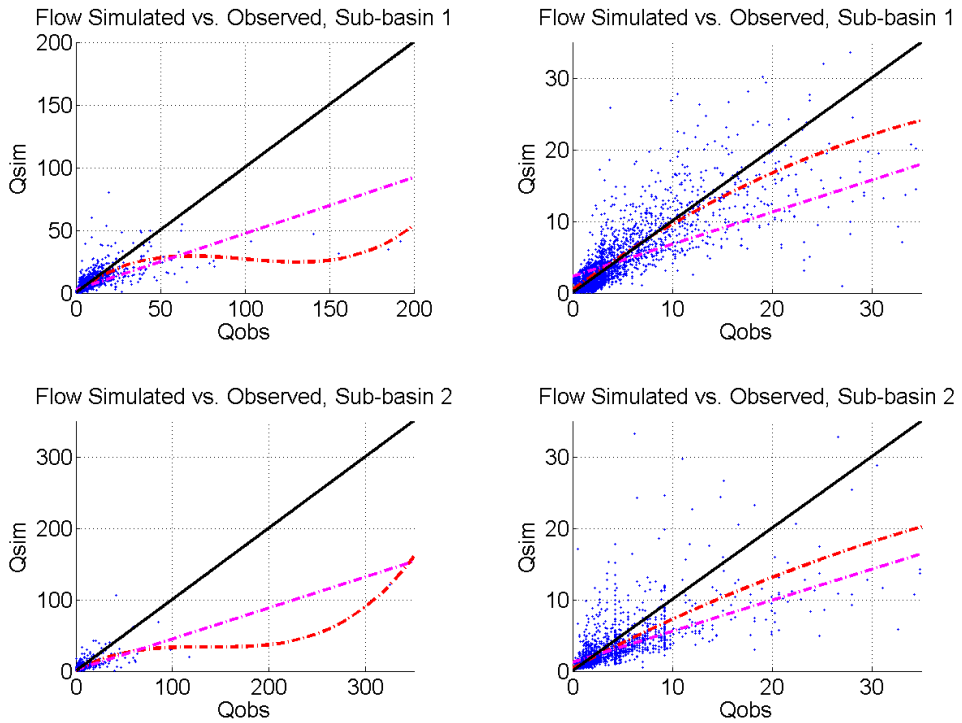 Flow Simulated vs. Observed, Sub-basin 1
200
150
100
50
0
Qsim
0 50 100 150 200
Qobs
Flow Simulated vs. Observed, Sub-basin 1
30
20
10
0
Qsim
0 10 20 30
Qobs
Flow Simulated vs. Observed, Sub-basin 2
300
200
100
0
Qsim
0 100 200 300
Qobs
Flow Simulated vs. Observed, Sub-basin 2
30
20
10
0
Qsim
0 10 20 30
Qobs